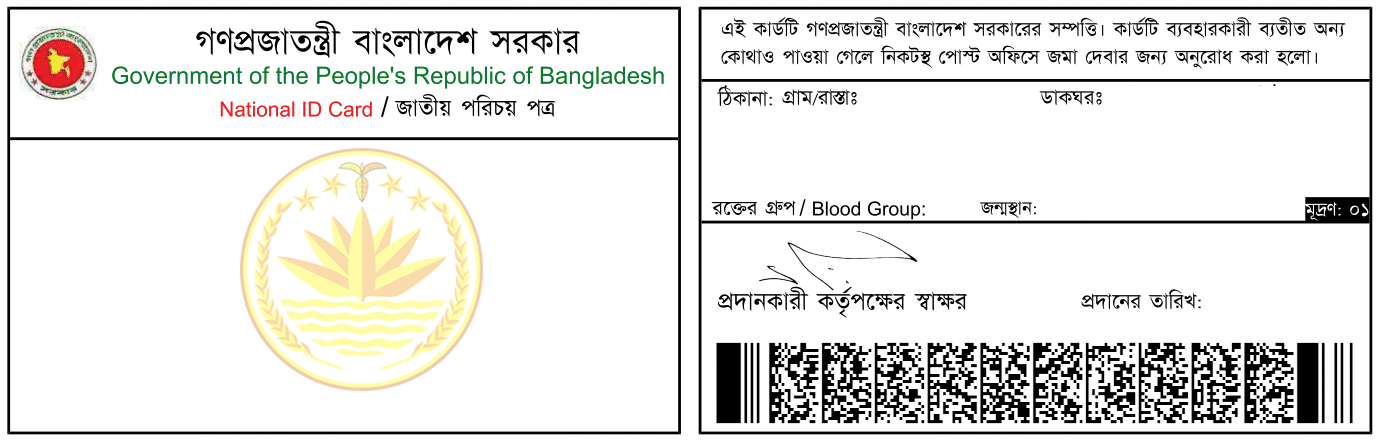 গণপ্রজাতন্ত্রী বাংলাদেশ সরকার
Government of the People's Republic of Bangladesh
National ID Card / জাতীয় পরিচয় পত্র
এই কার্ডটি গণপ্রজাতন্ত্রী বাংলাদেশ সরকারের সম্পত্তি। কার্ডটি ব্যবহারকারী ব্যতীত অন্য
কোথাও পাওয়া গেলে নিকটস্থ পোস্ট অফিসে জমা দেবার জন্য অনুরোধ করা হলো।
ঠিকানা: গ্রাম/রাস্তাঃ ডাকঘরঃ
রক্তের গ্রুপ / Blood Group: জন্মস্থান: মূদ্রণ: ০১
প্রদানকারী কর্তৃপক্ষের স্বাক্ষর প্রদানের তারিখ: